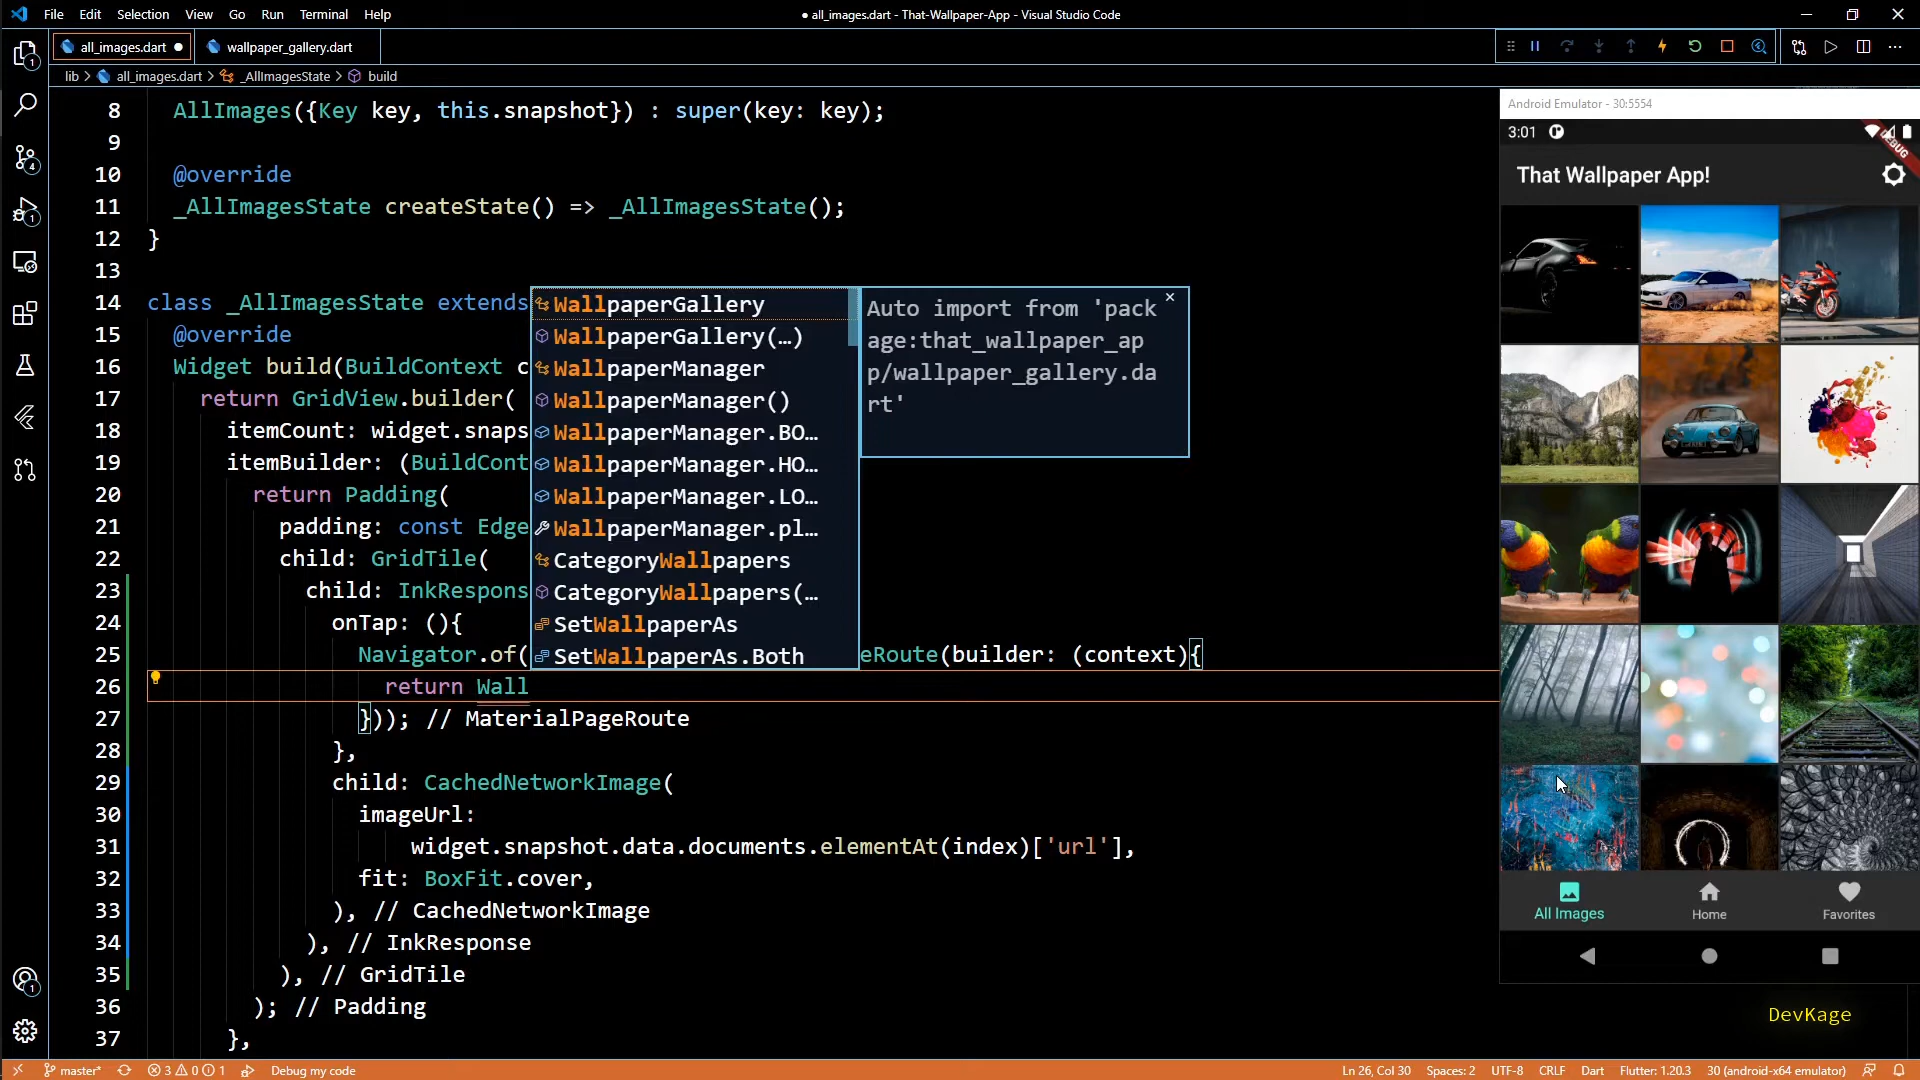 File Edit Selection View Go Run Terminal Help
● all_images.dart - That-Wallpaper-App - Visual Studio Code
all_images.dart ●
wallpaper_gallery.dart
lib > all_images.dart > _AllImagesState > build
8 AllImages({Key key, this.snapshot}) : super(key: key);
9
10 @override
11 _AllImagesState createState() => _AllImagesState();
12 }
13
14 class _AllImagesState extends
15 @override
16 Widget build(BuildContext c
17 return GridView.builder(
18 itemCount: widget.snaps
19 itemBuilder: (BuildCont
20 return Padding(
21 padding: const Edge
22 child: GridTile(
23 child: InkRespons
24 onTap: (){
25 Navigator.of( eRoute(builder: (context){
26 return Wall
27 })); // MaterialPageRoute
28 },
29 child: CachedNetworkImage(
30 imageUrl:
31 widget.snapshot.data.documents.elementAt(index)['url'],
32 fit: BoxFit.cover,
33 ), // CachedNetworkImage
34 ), // InkResponse
35 ), // GridTile
36 ); // Padding
37 },
WallpaperGallery
WallpaperGallery(…)
WallpaperManager
WallpaperManager()
WallpaperManager.BO…
WallpaperManager.HO…
WallpaperManager.LO…
WallpaperManager.pl…
CategoryWallpapers
CategoryWallpapers(…
SetWallpaperAs
SetWallpaperAs.Both
Auto import from 'pack
age:that_wallpaper_ap
p/wallpaper_gallery.da
rt'
Android Emulator - 30:5554
3:01
DEBUG
That Wallpaper App!
All Images
Home
Favorites
DevKage
1
4
1
1
master*
3 0 1
Debug my code
Ln 26, Col 30
Spaces: 2
UTF-8
CRLF
Dart
Flutter: 1.20.3
30 (android-x64 emulator)